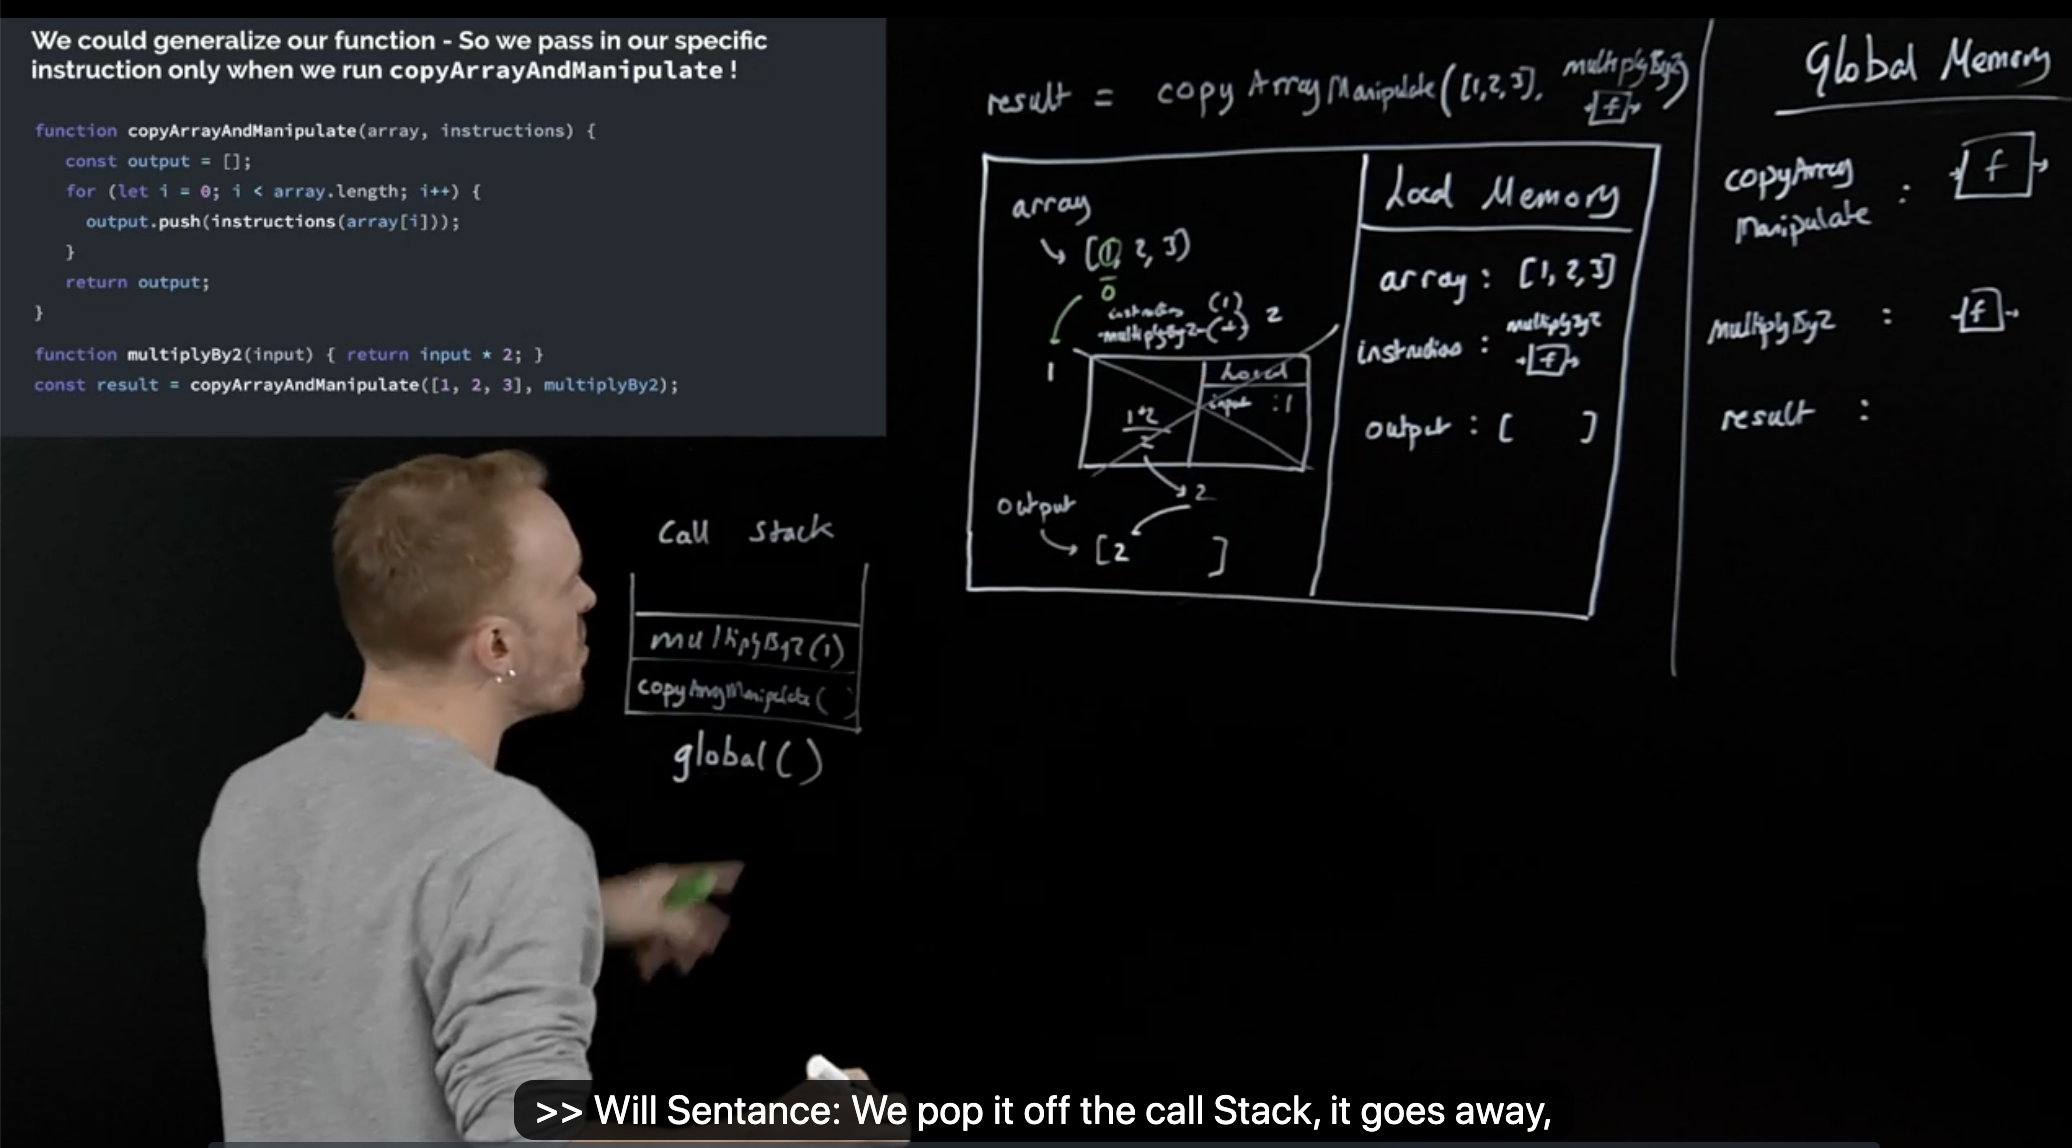 We could generalize our function - So we pass in our specific
instruction only when we run copyArrayAndManipulate!
function copyArrayAndManipulate(array, instructions) {
const output = [];
for (let i = 0; i < array.length; i++) {
output.push(instructions(array[i]));
}
return output;
}
function multiplyBy2(input) { return input * 2; }
const result = copyArrayAndManipulate([1, 2, 3], multiplyBy2);
result = copyArrayManipulate([1,2,3], multiplyBy2)
f
array
[1, 2, 3]
0
1
(1)
multiplyBy2 2
Local
input : 1
1*2
2
2
output
[2 ]
Local Memory
array : [1,2,3]
multiplyBy2
instructions : f
output : [ ]
Global Memory
copyArray
Manipulate : f
multiplyBy2 : f
result :
Call Stack
multiplyBy2(1)
copyArrayManipulate( )
global()
>> Will Sentance: We pop it off the call Stack, it goes away,